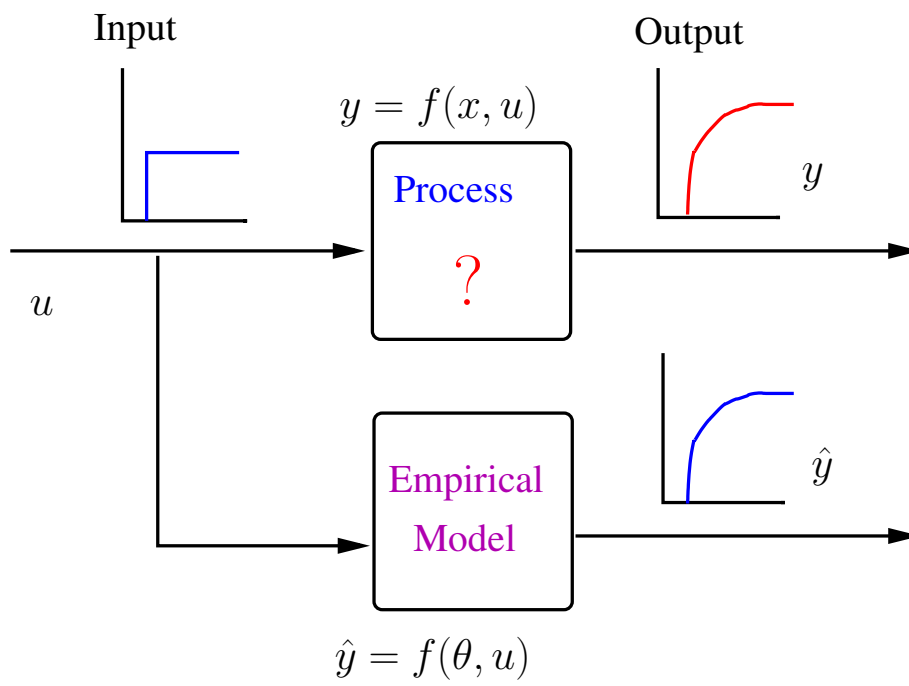 Input
Output
y = f(x, u)
Process
?
y
u
Empirical
Model
ŷ
ŷ = f(θ, u)